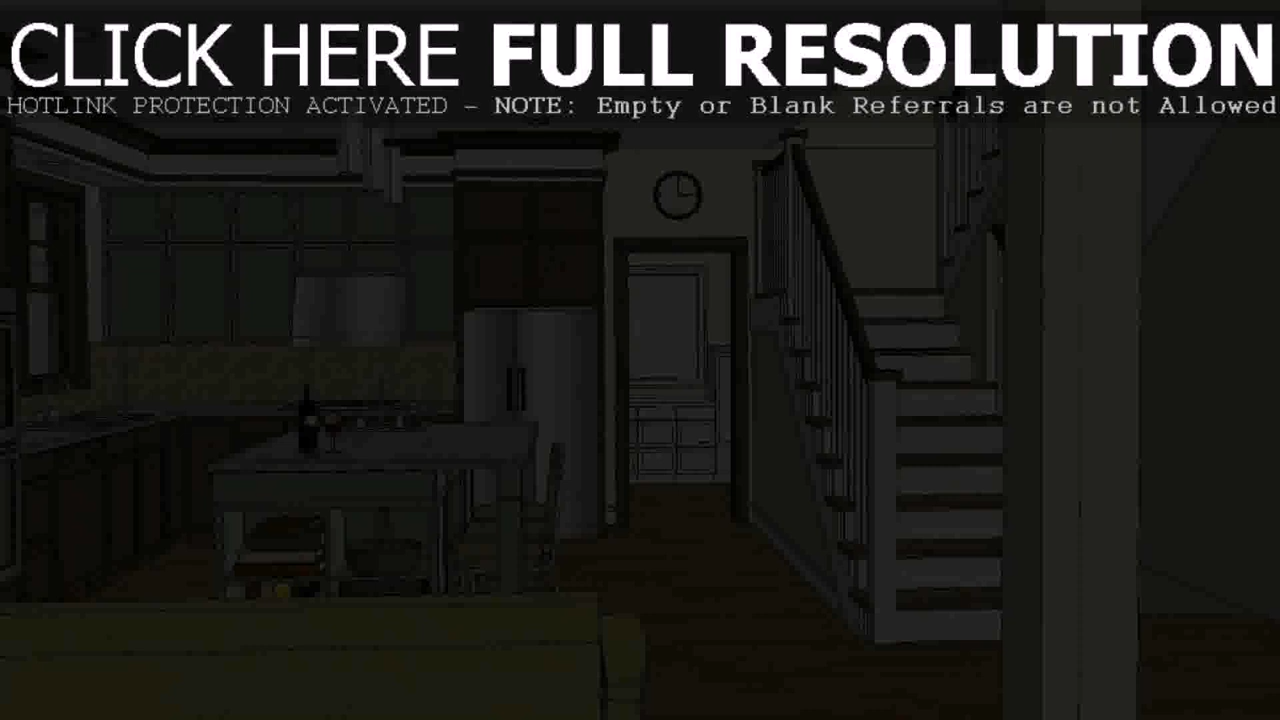 CLICK HERE FULL RESOLUTION
HOTLINK PROTECTION ACTIVATED - NOTE: Empty or Blank Referrals are not Allowed